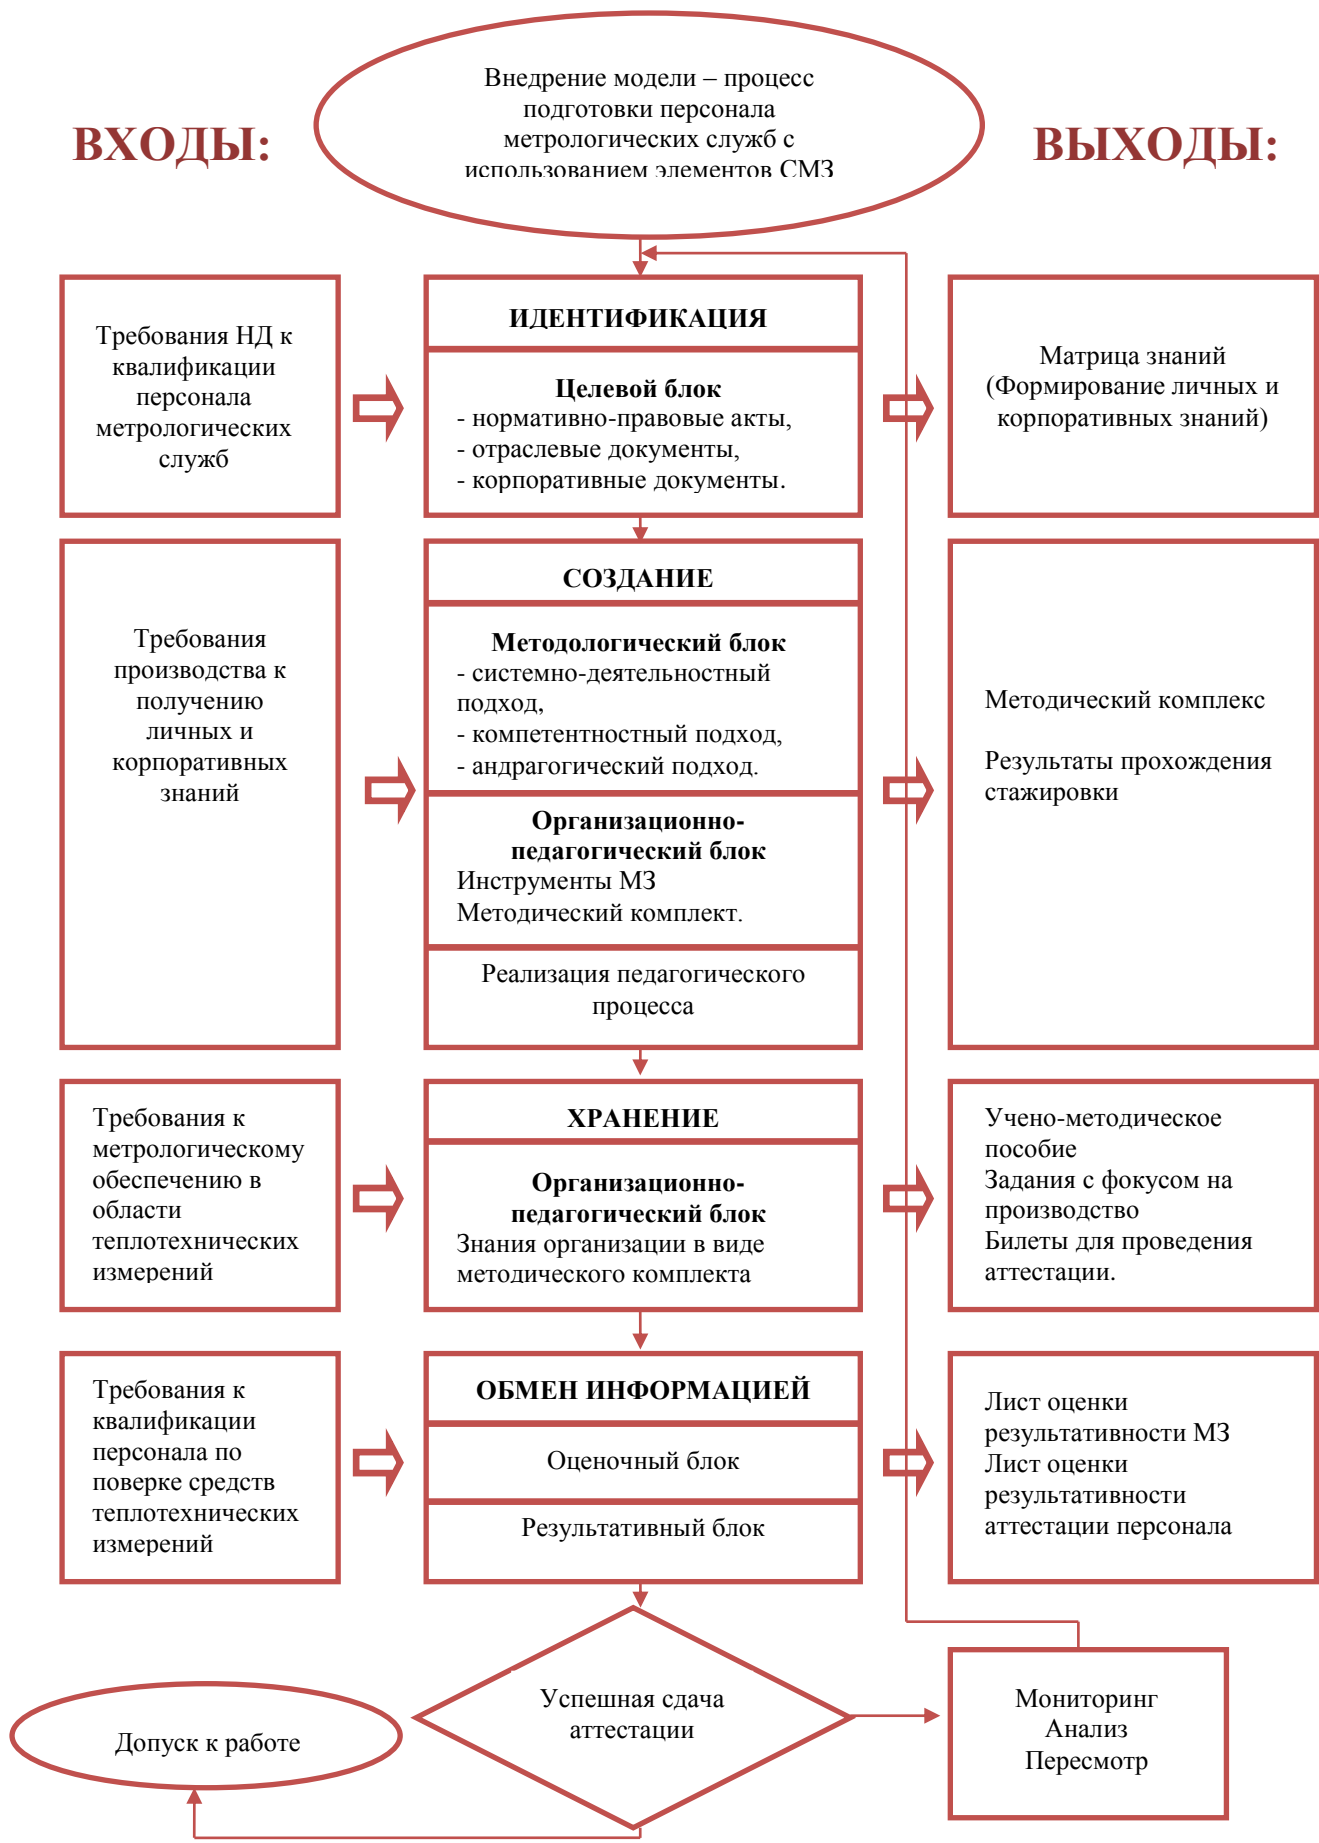 Внедрение модели – процесс
подготовки персонала
метрологических служб с
использованием элементов СМЗ
ВХОДЫ:
ВЫХОДЫ:
Требования НД к
квалификации
персонала
метрологических
служб
ИДЕНТИФИКАЦИЯ
Целевой блок
- нормативно-правовые акты,
- отраслевые документы,
- корпоративные документы.
Матрица знаний
(Формирование личных и
корпоративных знаний)
Требования
производства к
получению
личных и
корпоративных
знаний
СОЗДАНИЕ
Методологический блок
- системно-деятельностный
подход,
- компетентностный подход,
- андрагогический подход.
Организационно-
педагогический блок
Инструменты МЗ
Методический комплект.
Реализация педагогического
процесса
Методический комплекс
Результаты прохождения
стажировки
Требования к
метрологическому
обеспечению в
области
теплотехнических
измерений
ХРАНЕНИЕ
Организационно-
педагогический блок
Знания организации в виде
методического комплекта
Учено-методическое
пособие
Задания с фокусом на
производство
Билеты для проведения
аттестации.
Требования к
квалификации
персонала по
поверке средств
теплотехнических
измерений
ОБМЕН ИНФОРМАЦИЕЙ
Оценочный блок
Результативный блок
Лист оценки
результативности МЗ
Лист оценки
результативности
аттестации персонала
Успешная сдача
аттестации
Допуск к работе
Мониторинг
Анализ
Пересмотр